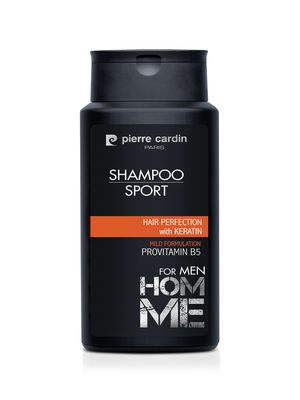 pierre cardin
PARIS
SHAMPOO
SPORT
HAIR PERFECTION
with KERATIN
MILD FORMULATION
PROVITAMIN B5
FOR MEN
HOM
ME